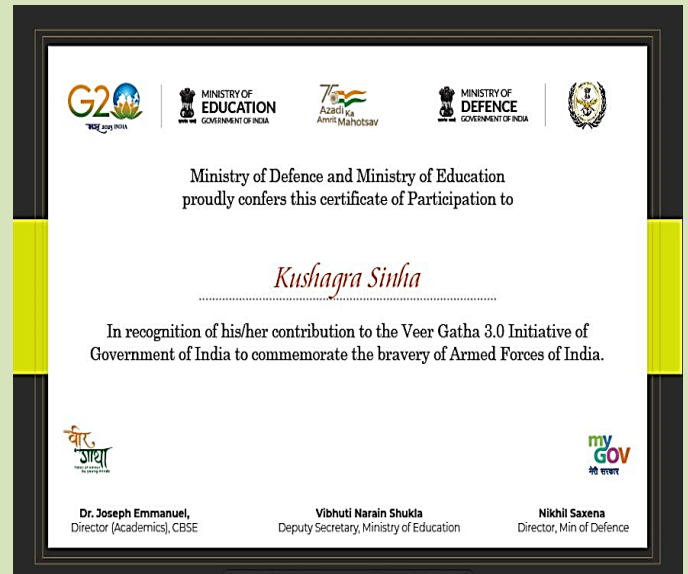 G20
भारत 2023 INDIA
MINISTRY OF
EDUCATION
GOVERNMENT OF INDIA
75
Azadi Ka
Amrit Mahotsav
MINISTRY OF
DEFENCE
GOVERNMENT OF INDIA
Ministry of Defence and Ministry of Education
proudly confers this certificate of Participation to
Kushagra Sinha
In recognition of his/her contribution to the Veer Gatha 3.0 Initiative of
Government of India to commemorate the bravery of Armed Forces of India.
वीर
गाथा
my
GOV
मेरी सरकार
Dr. Joseph Emmanuel,
Director (Academics), CBSE
Vibhuti Narain Shukla
Deputy Secretary, Ministry of Education
Nikhil Saxena
Director, Min of Defence